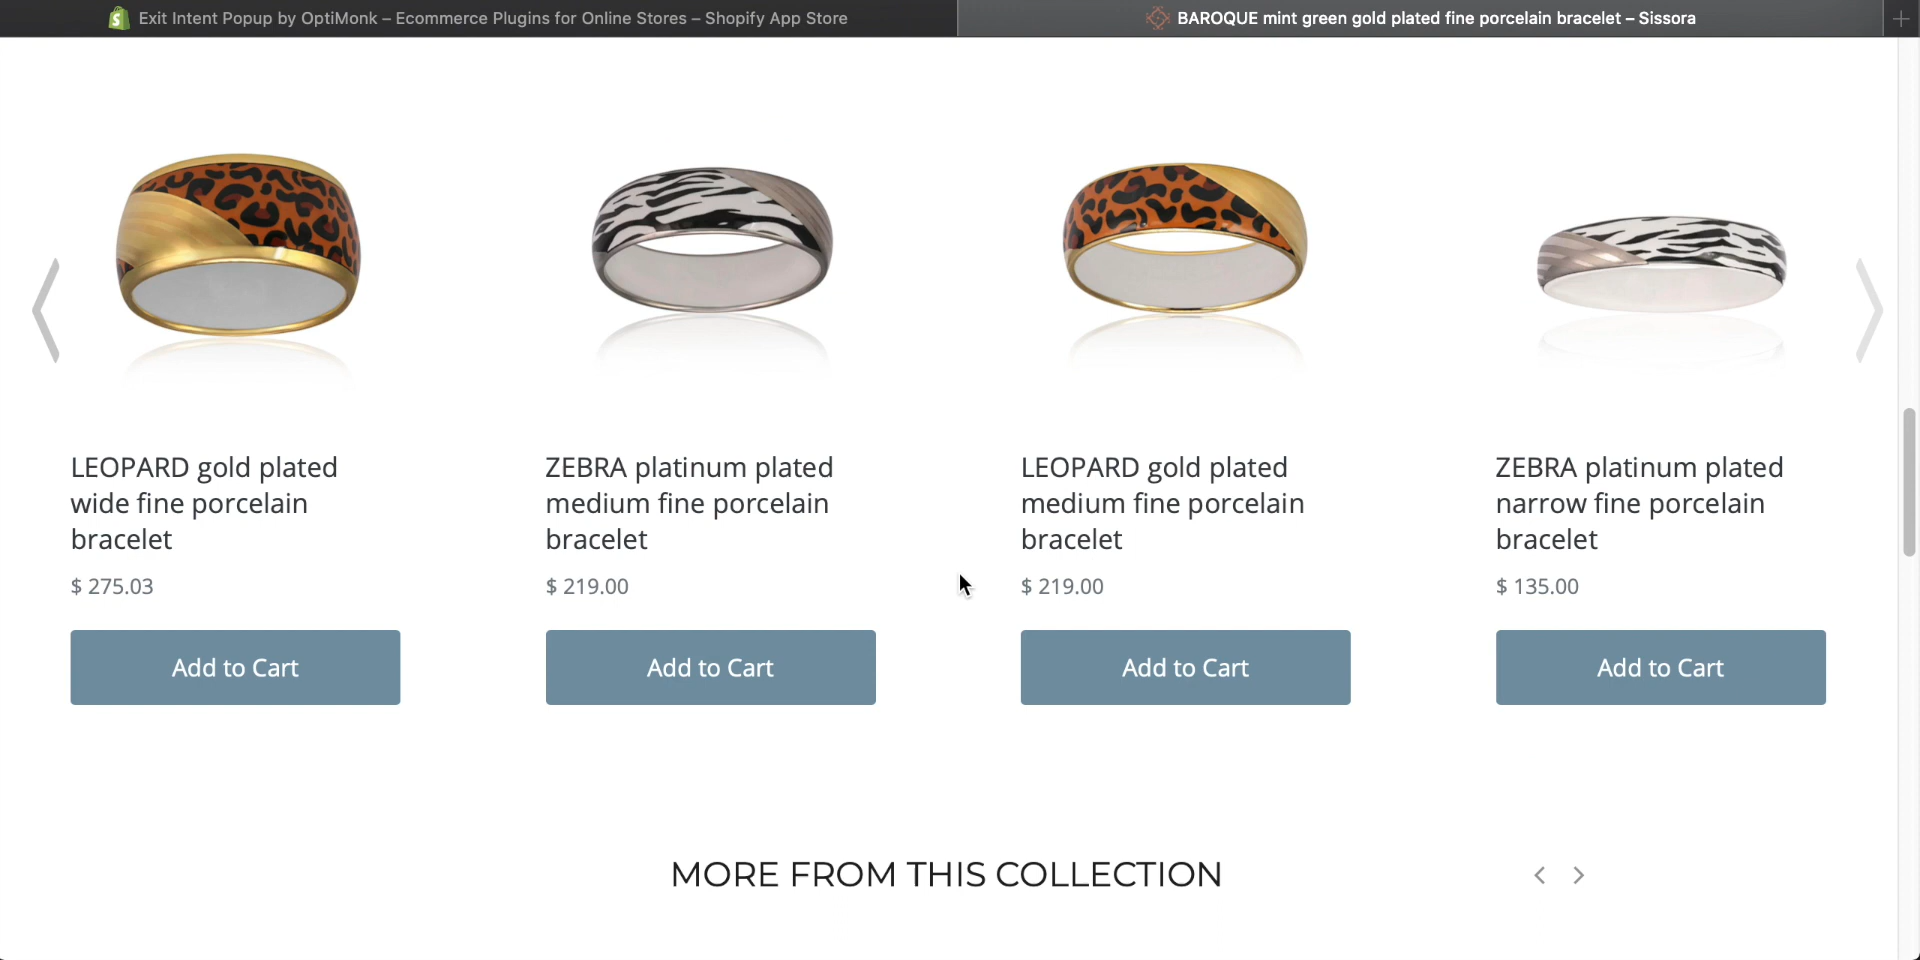 Exit Intent Popup by OptiMonk – Ecommerce Plugins for Online Stores – Shopify App Store
BAROQUE mint green gold plated fine porcelain bracelet – Sissora
LEOPARD gold plated
wide fine porcelain
bracelet
$ 275.03
Add to Cart
ZEBRA platinum plated
medium fine porcelain
bracelet
$ 219.00
Add to Cart
LEOPARD gold plated
medium fine porcelain
bracelet
$ 219.00
Add to Cart
ZEBRA platinum plated
narrow fine porcelain
bracelet
$ 135.00
Add to Cart
MORE FROM THIS COLLECTION